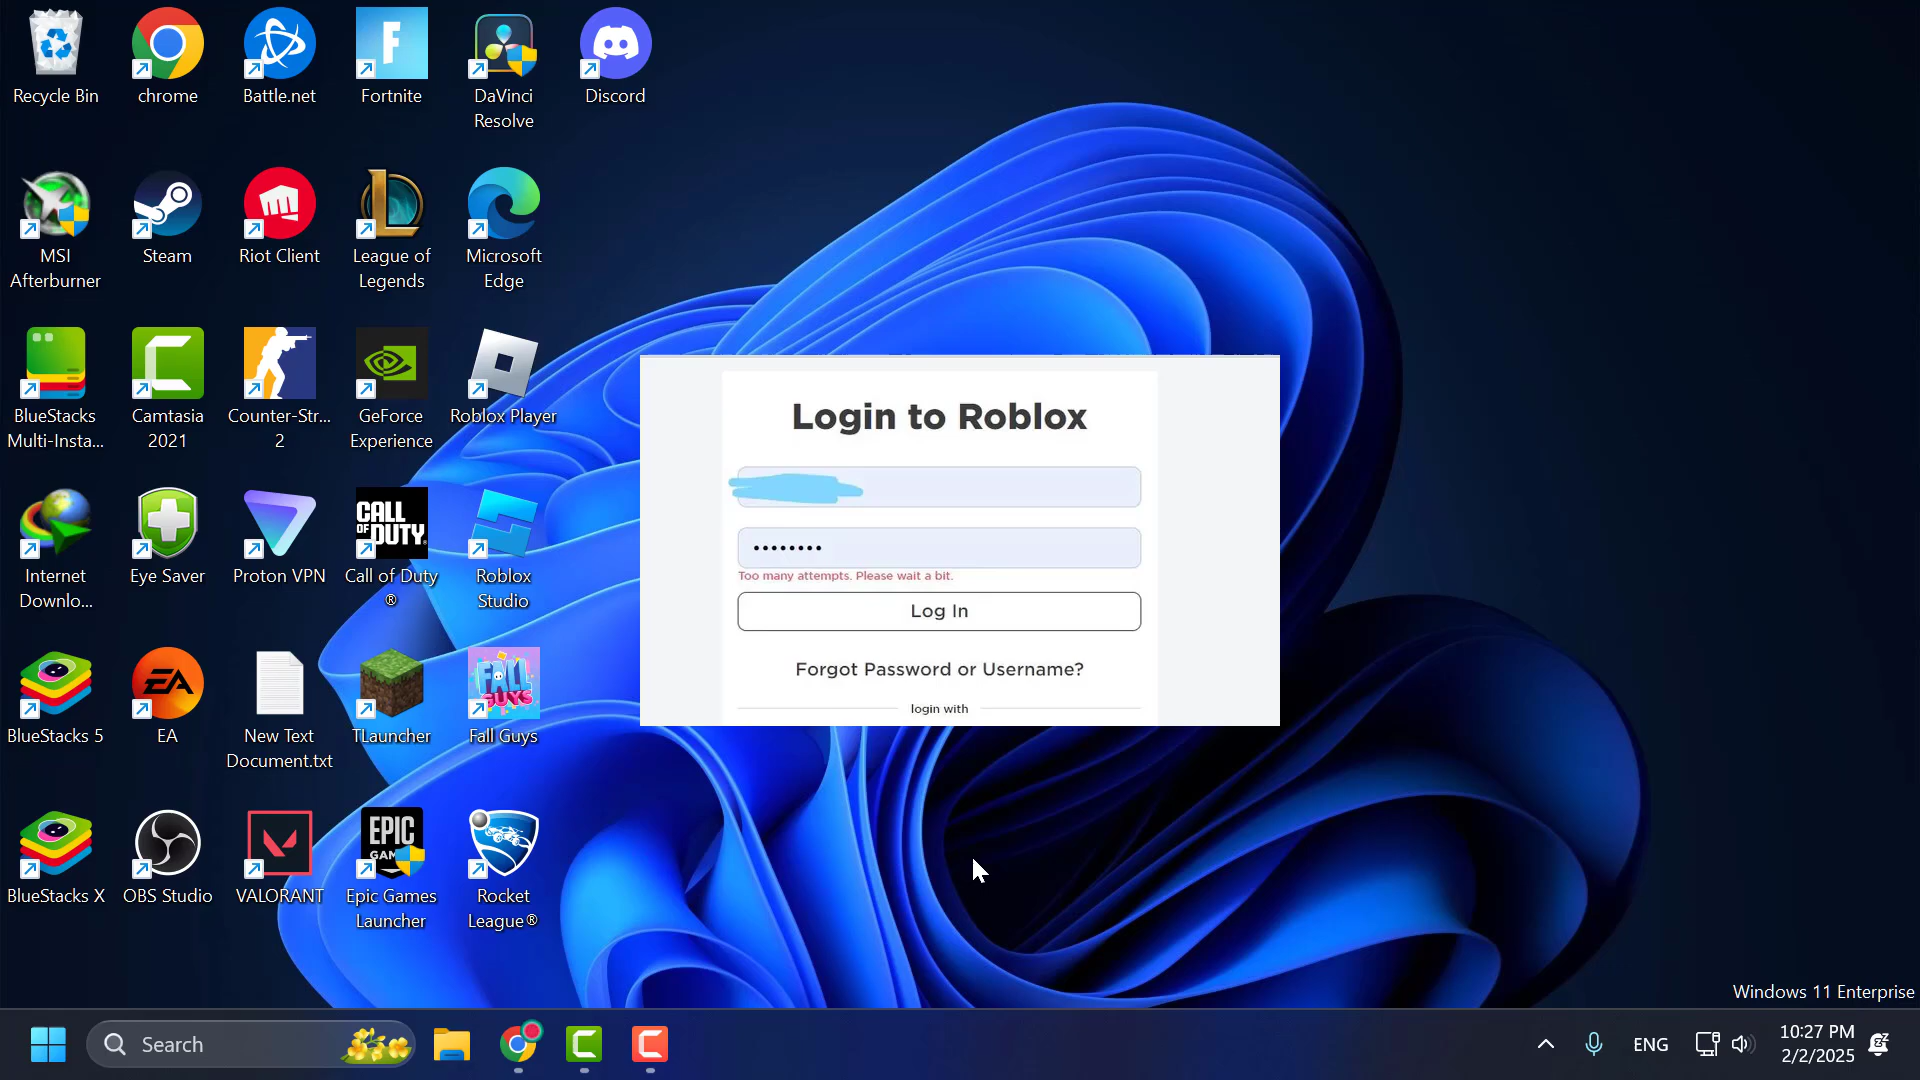 Recycle Bin
chrome
Battle.net
Fortnite
DaVinci
Resolve
Discord
MSI
Afterburner
Steam
Riot Client
League of
Legends
Microsoft
Edge
BlueStacks
Multi-Insta...
Camtasia
2021
Counter-Str...
2
GeForce
Experience
Roblox Player
Internet
Downlo...
Eye Saver
Proton VPN
CALL
OF DUTY
Call of Duty
®
Roblox
Studio
BlueStacks 5
EA
EA
New Text
Document.txt
TLauncher
FALL
GUYS
Fall Guys
BlueStacks X
OBS Studio
VALORANT
EPIC
GAMES
Epic Games
Launcher
Rocket
League®
Login to Roblox
••••••••
Too many attempts. Please wait a bit.
Log In
Forgot Password or Username?
login with
Windows 11 Enterprise
Search
ENG
10:27 PM
2/2/2025